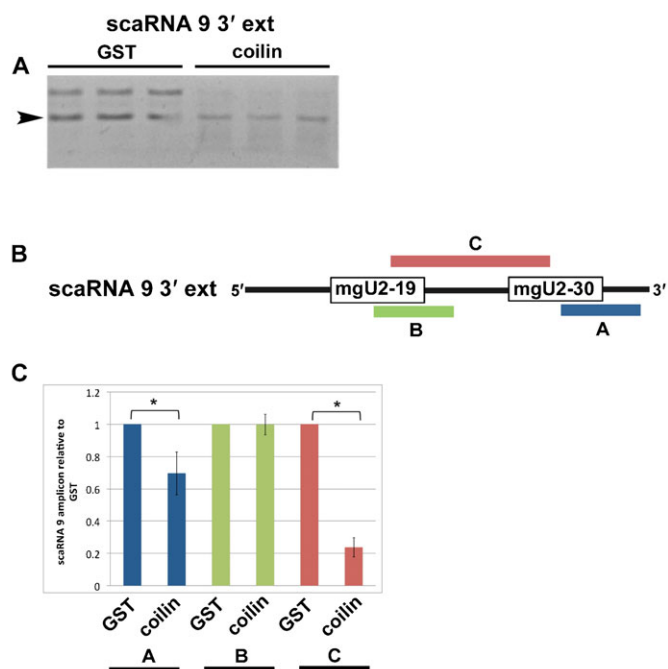 scaRNA 9 3′ ext
GST coilin
A
B
C
scaRNA 9 3′ ext 5′ mgU2-19 mgU2-30 3′
B A
C
1.2
1
0.8
0.6
0.4
0.2
0
scaRNA 9 amplicon relative to
GST
* *
GST coilin GST coilin GST coilin
A B C